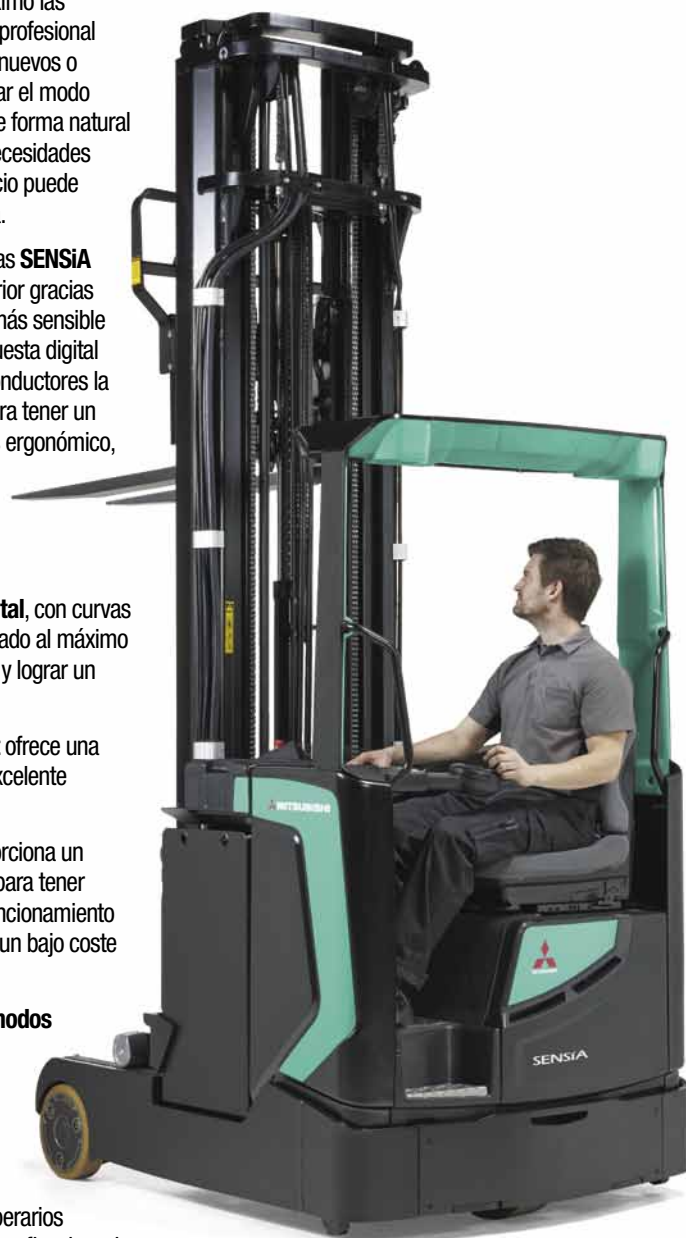 imo las
profesional
nuevos o
ar el modo
e forma natural
ecesidades
cio puede
as SENSiA
rior gracias
más sensible
uesta digital
onductores la
ra tener un
s ergonómico,
tal, con curvas
ado al máximo
y lograr un
ofrece una
xcelente
orciona un
para tener
ncionamiento
un bajo coste
nodos
perarios
MITSUBISHI
SENSiA